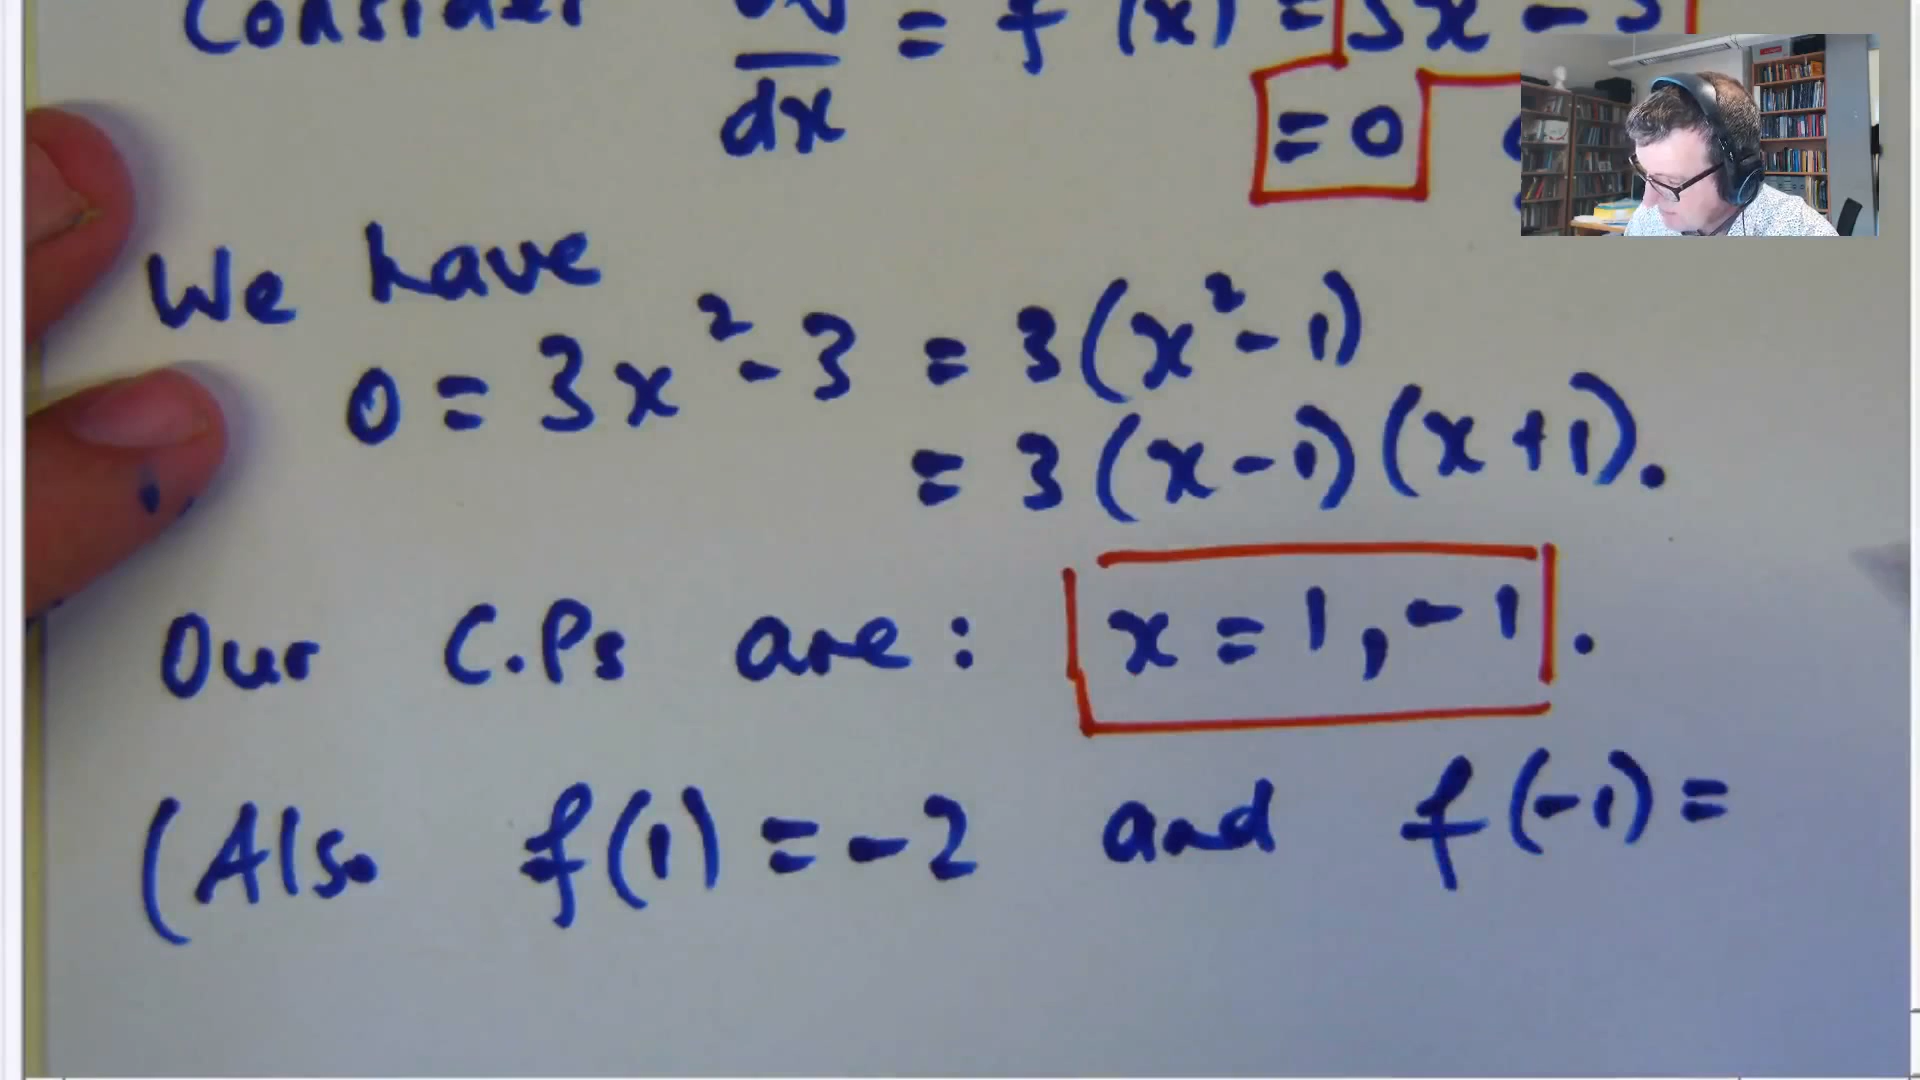 Consider = f (x) = 3x - 3
dx
= 0
We have
0 = 3x² - 3 = 3(x² - 1)
= 3(x-1)(x+1).
Our C.Ps are: x = 1, -1.
(Also f(1) = -2 and f(-1) =